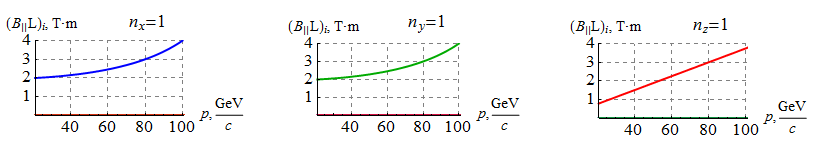 (B||L)i, T·m nx=1
4
3
2
1
40 60 80 100 p, GeV/c
(B||L)i, T·m ny=1
4
3
2
1
40 60 80 100 p, GeV/c
(B||L)i, T·m nz=1
4
3
2
1
40 60 80 100 p, GeV/c